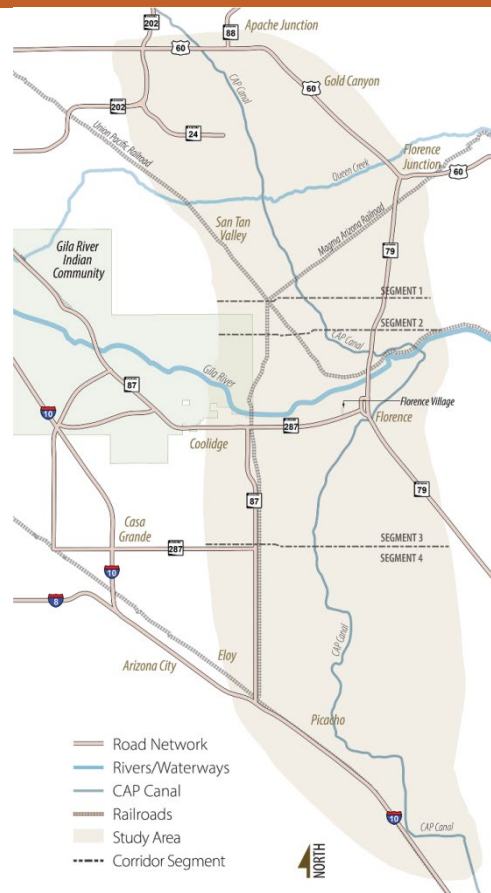 202
88
Apache Junction
60
CAP Canal
Gold Canyon
202
60
24
Union Pacific Railroad
Florence
Junction
Queen Creek
60
San Tan
Valley
Magma Arizona Railroad
Gila River
Indian
Community
79
SEGMENT 1
SEGMENT 2
CAP Canal
Gila River
87
Florence Village
10
Florence
287
Coolidge
87
79
Casa
Grande
SEGMENT 3
287
SEGMENT 4
10
8
CAP Canal
Eloy
Arizona City
Picacho
Road Network
Rivers/Waterways
CAP Canal
Railroads
Study Area
Corridor Segment
NORTH
10